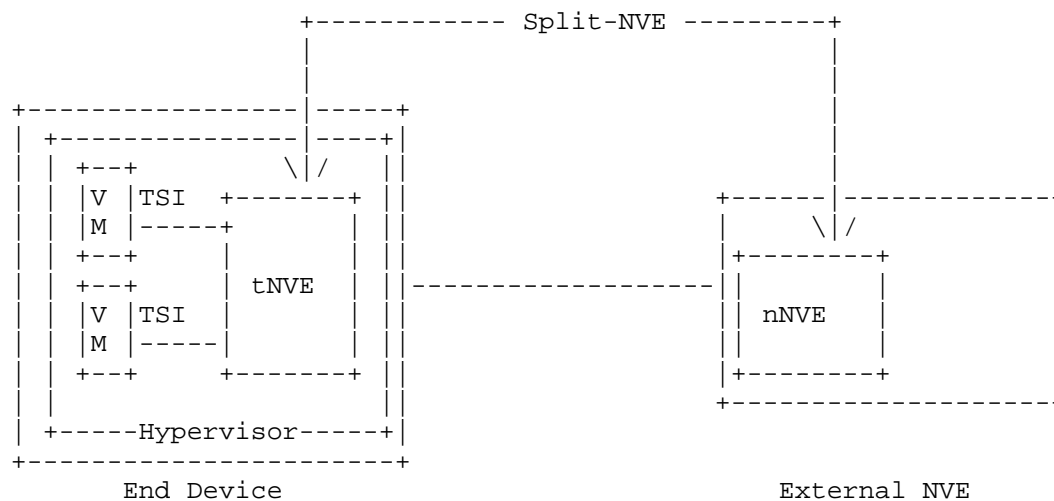 Split-NVE
V TSI
M
tNVE
V TSI
M
nNVE
Hypervisor
End Device External NVE